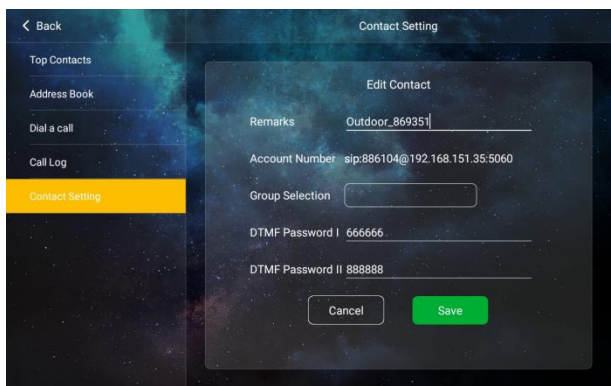 Back
Contact Setting
Top Contacts
Address Book
Dial a call
Call Log
Contact Setting
Edit Contact
Remarks Outdoor_869351
Account Number sip:886104@192.168.151.35:5060
Group Selection
DTMF Password I 666666
DTMF Password II 888888
Cancel Save